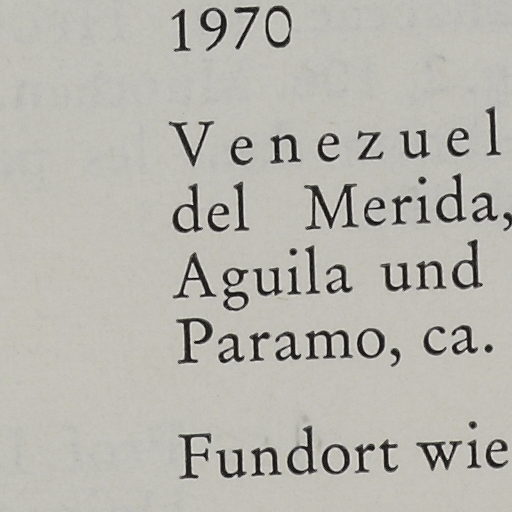 1970
Venezuel
del Merida,
Aguila und
Paramo, ca.
Fundort wie